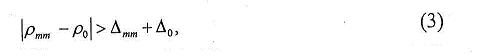 |ρₘₘ − ρ₀| > Δₘₘ + Δ₀, (3)